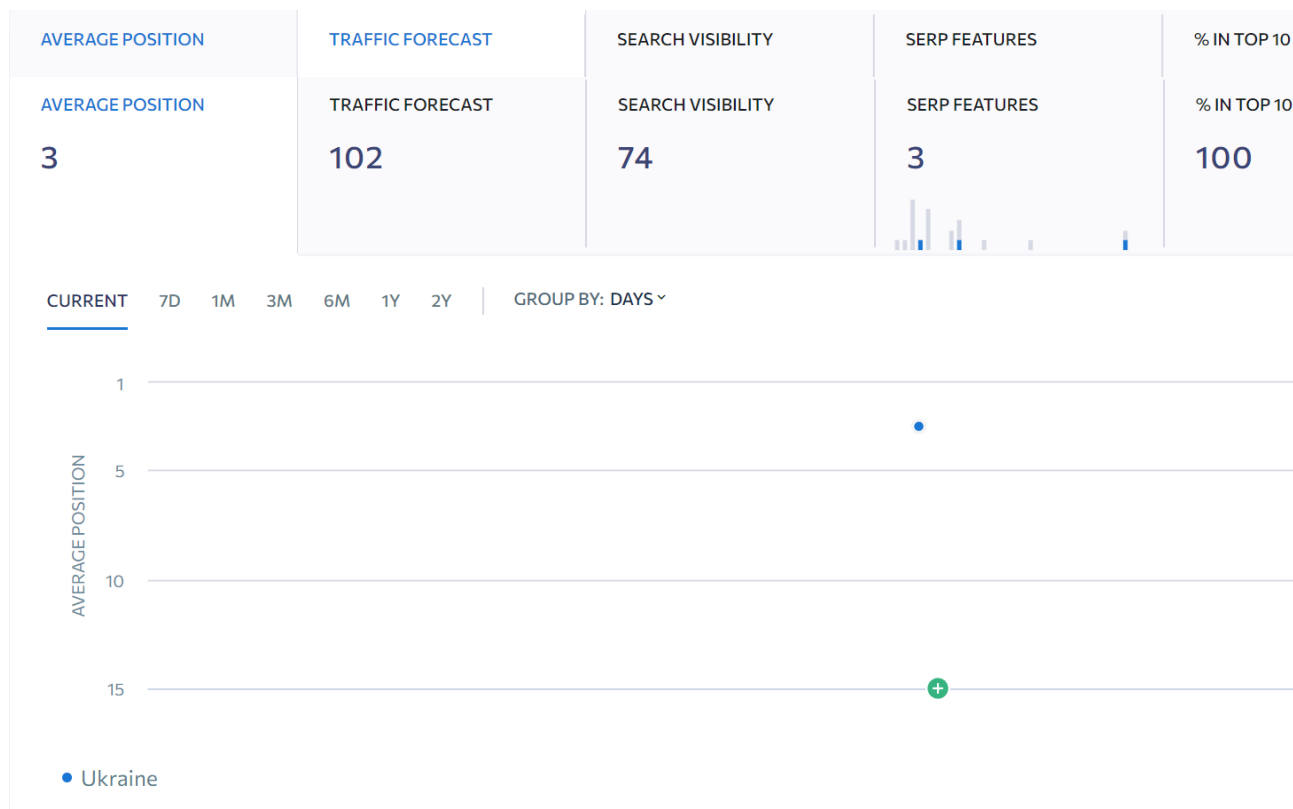 AVERAGE POSITION TRAFFIC FORECAST SEARCH VISIBILITY SERP FEATURES % IN TOP 10
AVERAGE POSITION TRAFFIC FORECAST SEARCH VISIBILITY SERP FEATURES % IN TOP 10
3 102 74 3 100
CURRENT 7D 1M 3M 6M 1Y 2Y GROUP BY: DAYS
1
5
10
15
AVERAGE POSITION
Ukraine